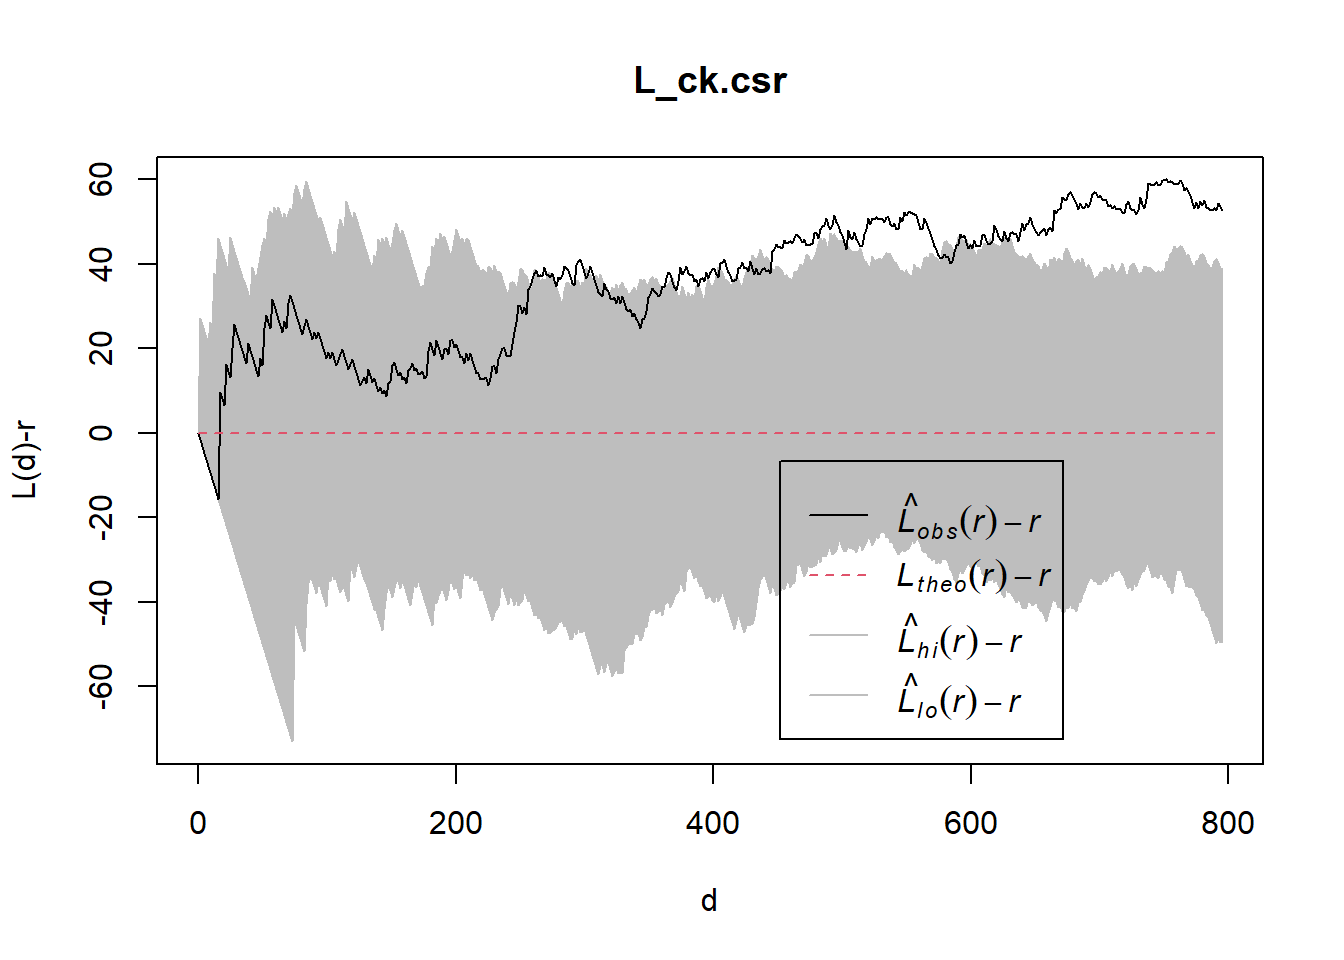 L_ck.csr
L(d)-r
60
40
20
0
-20
-40
-60
L̂obs(r) – r
Ltheo(r) – r
L̂hi(r) – r
L̂lo(r) – r
0 200 400 600 800
d